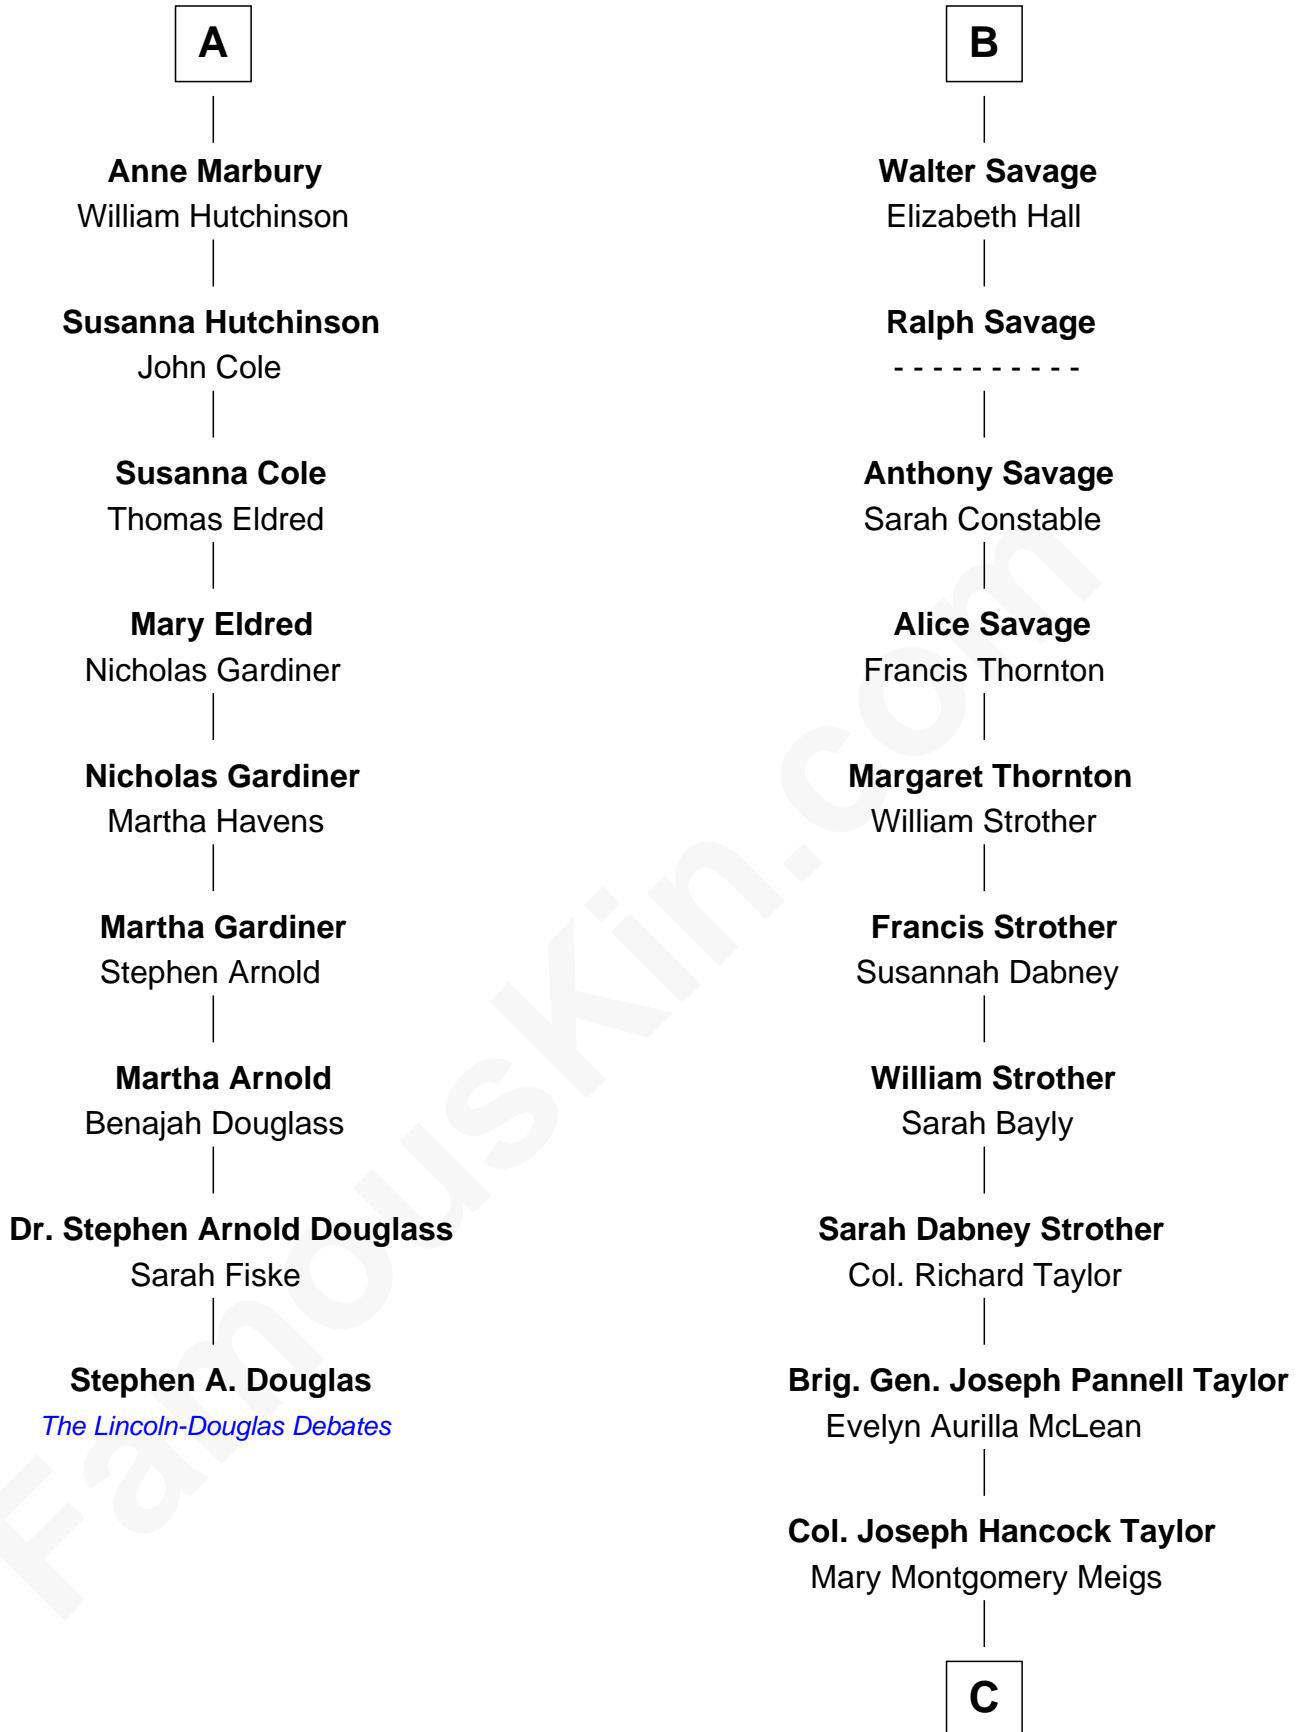 A
Anne Marbury
William Hutchinson
Susanna Hutchinson
John Cole
Susanna Cole
Thomas Eldred
Mary Eldred
Nicholas Gardiner
Nicholas Gardiner
Martha Havens
Martha Gardiner
Stephen Arnold
Martha Arnold
Benajah Douglass
Dr. Stephen Arnold Douglass
Sarah Fiske
Stephen A. Douglas
The Lincoln-Douglas Debates
B
Walter Savage
Elizabeth Hall
Ralph Savage
- - - - - - - - - -
Anthony Savage
Sarah Constable
Alice Savage
Francis Thornton
Margaret Thornton
William Strother
Francis Strother
Susannah Dabney
William Strother
Sarah Bayly
Sarah Dabney Strother
Col. Richard Taylor
Brig. Gen. Joseph Pannell Taylor
Evelyn Aurilla McLean
Col. Joseph Hancock Taylor
Mary Montgomery Meigs
C
FamousKin.com